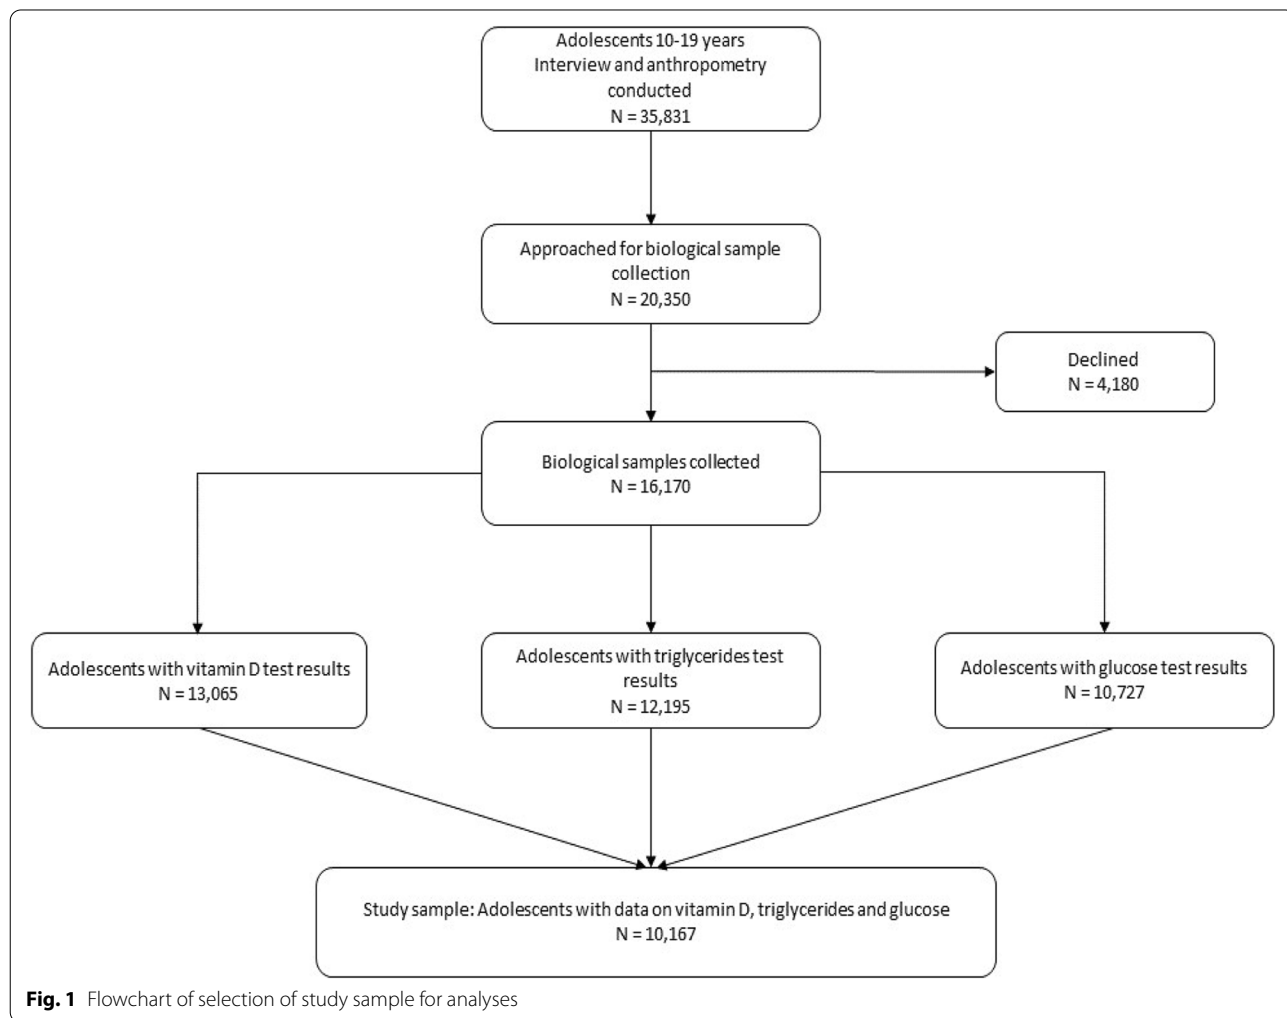 Adolescents 10-19 years
Interview and anthropometry
conducted
N = 35,831
Approached for biological sample
collection
N = 20,350
Declined
N = 4,180
Biological samples collected
N = 16,170
Adolescents with vitamin D test results
N = 13,065
Adolescents with triglycerides test
results
N = 12,195
Adolescents with glucose test results
N = 10,727
Study sample: Adolescents with data on vitamin D, triglycerides and glucose
N = 10,167
Fig. 1 Flowchart of selection of study sample for analyses